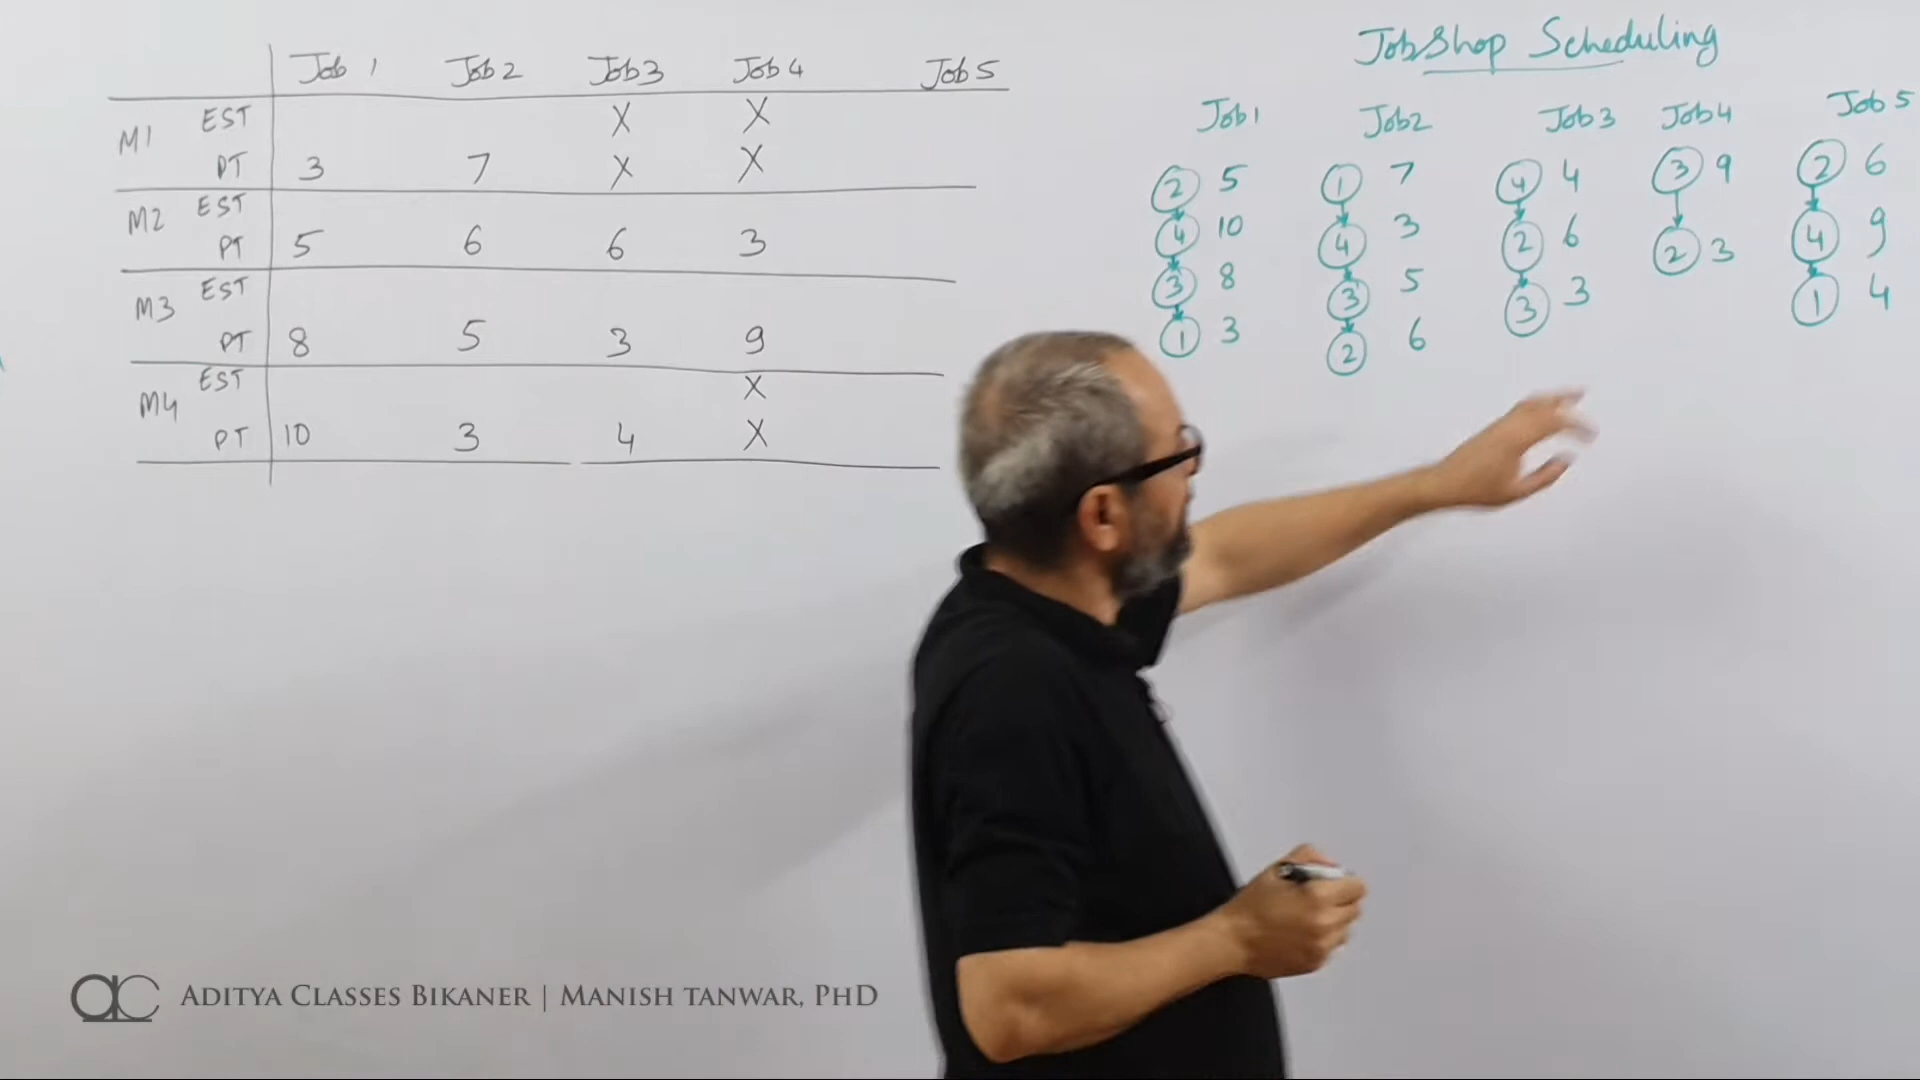 JobShop Scheduling
Job 1 Job 2 Job 3 Job 4 Job 5
M1 EST X X
PT 3 7 X X
M2 EST
PT 5 6 6 3
M3 EST
PT 8 5 3 9
M4 EST X
PT 10 3 4 X
Job 1 Job 2 Job 3 Job 4 Job 5
2 5 1 7 4 4 3 9 2 6
4 10 4 3 2 6 2 3 4 9
3 8 3 5 3 3 1 4
1 3 2 6
ac ADITYA CLASSES BIKANER | MANISH TANWAR, PHD